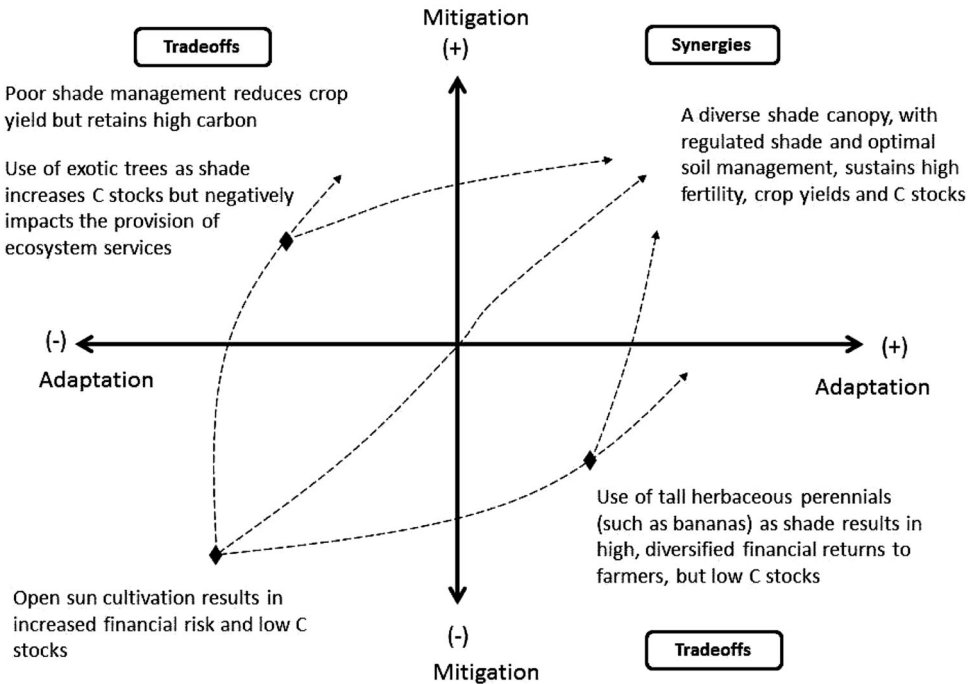 Mitigation
(+)
Tradeoffs
Synergies
Poor shade management reduces crop
yield but retains high carbon
Use of exotic trees as shade
increases C stocks but negatively
impacts the provision of
ecosystem services
A diverse shade canopy, with
regulated shade and optimal
soil management, sustains high
fertility, crop yields and C stocks
(-)
Adaptation
(+)
Adaptation
Use of tall herbaceous perennials
(such as bananas) as shade results in
high, diversified financial returns to
farmers, but low C stocks
Open sun cultivation results in
increased financial risk and low C
stocks
(-)
Mitigation
Tradeoffs